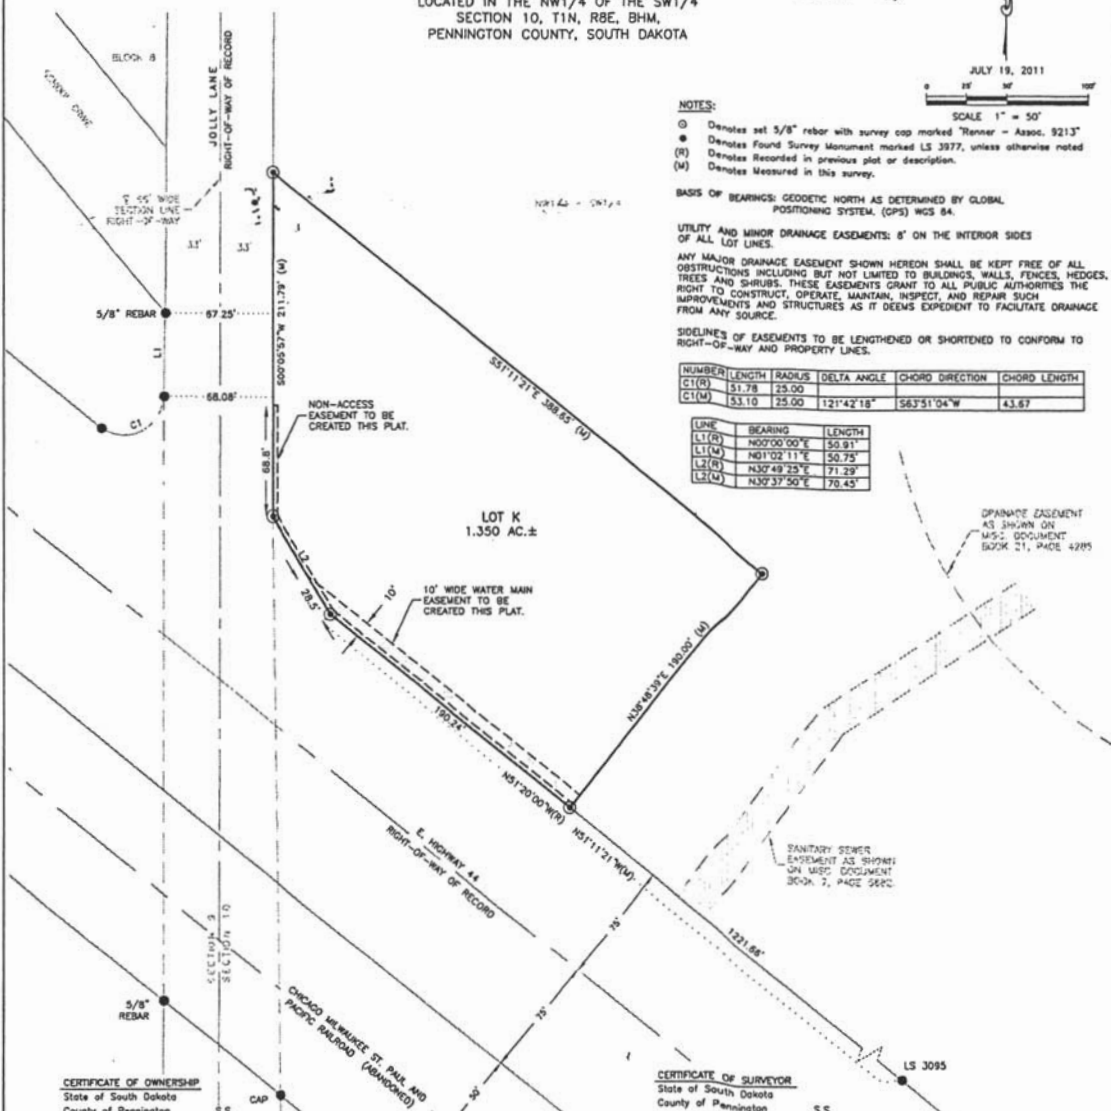 LOCATED IN THE NW1/4 OF THE SW1/4
SECTION 10, T1N, R8E, BHM,
PENNINGTON COUNTY, SOUTH DAKOTA
JULY 19, 2011
0 25' 50' 100'
SCALE 1" = 50'
NOTES:
Denotes set 5/8" rebar with survey cap marked "Renner - Assoc. 9213"
Denotes Found Survey Monument marked LS 3977, unless otherwise noted
(R) Denotes Recorded in previous plat or description.
(M) Denotes Measured in this survey.
BASIS OF BEARINGS: GEODETIC NORTH AS DETERMINED BY GLOBAL
POSITIONING SYSTEM. (GPS) WGS 84.
UTILITY AND MINOR DRAINAGE EASEMENTS: 8' ON THE INTERIOR SIDES
OF ALL LOT LINES.
ANY MAJOR DRAINAGE EASEMENT SHOWN HEREON SHALL BE KEPT FREE OF ALL
OBSTRUCTIONS INCLUDING BUT NOT LIMITED TO BUILDINGS, WALLS, FENCES, HEDGES,
TREES AND SHRUBS. THESE EASEMENTS GRANT TO ALL PUBLIC AUTHORITIES THE
RIGHT TO CONSTRUCT, OPERATE, MAINTAIN, INSPECT, AND REPAIR SUCH
IMPROVEMENTS AND STRUCTURES AS IT DEEMS EXPEDIENT TO FACILITATE DRAINAGE
FROM ANY SOURCE.
SIDELINES OF EASEMENTS TO BE LENGTHENED OR SHORTENED TO CONFORM TO
RIGHT-OF-WAY AND PROPERTY LINES.
NUMBER LENGTH RADIUS DELTA ANGLE CHORD DIRECTION CHORD LENGTH
C1(R) 51.78 25.00
C1(M) 53.10 25.00 121°42'18" S63°51'04"W 43.67
LINE BEARING LENGTH
L1(R) N00°00'00"E 50.91'
L1(M) N01°02'11"E 50.75'
L2(R) N30°49'25"E 71.29'
L2(M) N30°37'50"E 70.45'
BLOCK 8
DRIVE
JOLLY LANE
RIGHT-OF-WAY OF RECORD
WIDE
SECTION LINE
RIGHT-OF-WAY
33' 33'
NW1/4 - SW1/4
5/8" REBAR
67.25'
S00°05'57"W 211.79' (M)
L1
68.08'
C1
NON-ACCESS
EASEMENT TO BE
CREATED THIS PLAT.
68.8'
S51°11'21"E 388.65' (M)
LOT K
1.350 AC.±
L2
28.5'
10'
10' WIDE WATER MAIN
EASEMENT TO BE
CREATED THIS PLAT.
N38°48'39"E 190.00' (M)
190.24'
N51°20'00"W(R)
N51°11'21"W(M)
DRAINAGE EASEMENT
AS SHOWN ON
MISC. DOCUMENT
BOOK 21, PAGE 4285
SANITARY SEWER
EASEMENT AS SHOWN
ON MISC. DOCUMENT
E. HIGHWAY 44
RIGHT-OF-WAY OF RECORD
75'
75'
50'
1221.66'
SECTION 9
SECTION 10
5/8"
REBAR
CHICAGO MILWAUKEE ST. PAUL AND
PACIFIC RAILROAD (ABANDONED)
CAP
LS 3095
CERTIFICATE OF OWNERSHIP
State of South Dakota
County of Pennington S.S.
CERTIFICATE OF SURVEYOR
State of South Dakota
County of Pennington S.S.